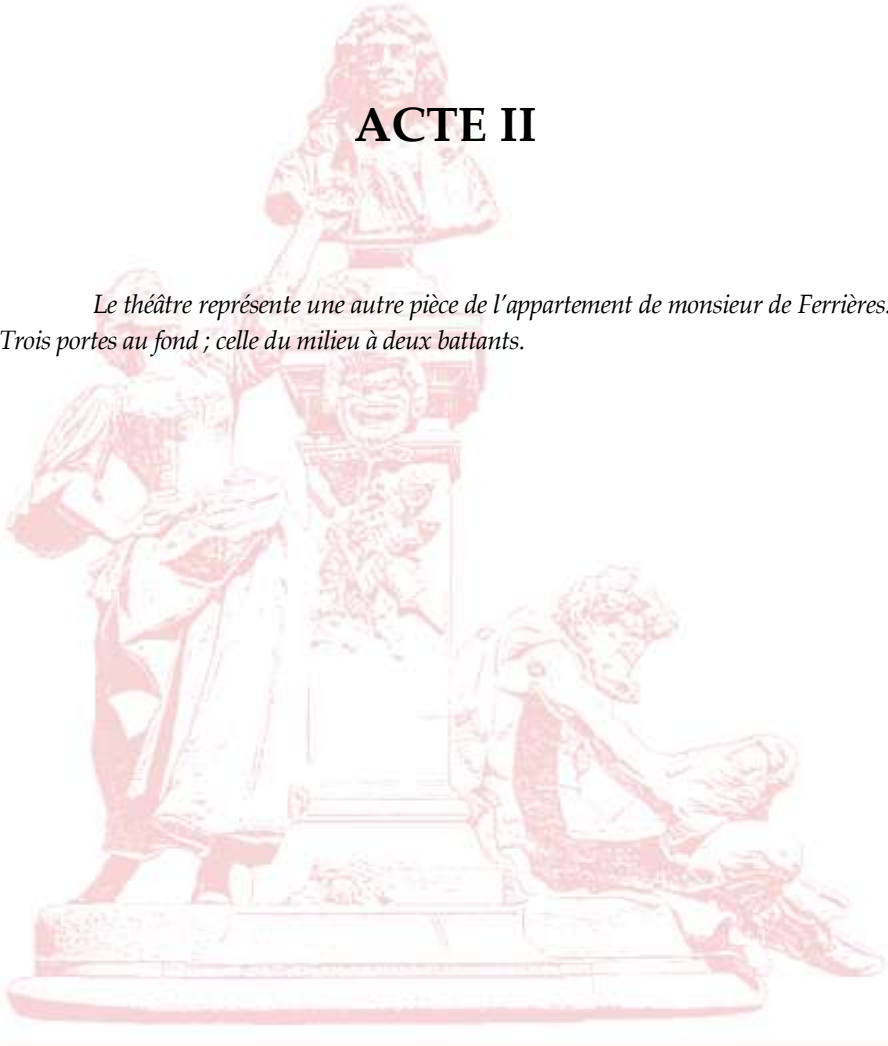 ACTE II
Le théâtre représente une autre pièce de l’appartement de monsieur de Ferrières.
Trois portes au fond ; celle du milieu à deux battants.